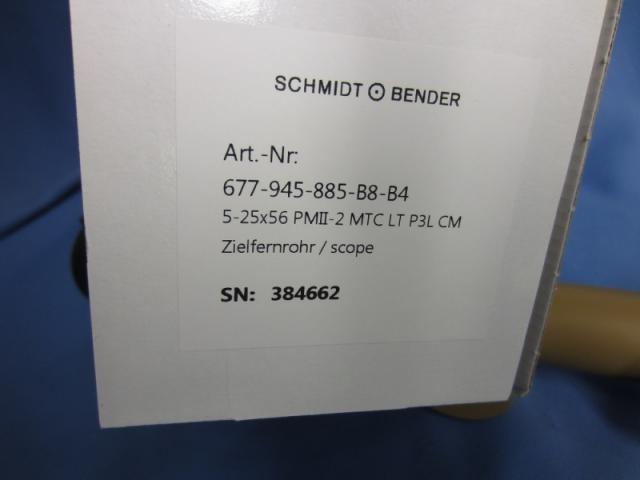 SCHMIDT BENDER
Art.-Nr:
677-945-885-B8-B4
5-25x56 PMII-2 MTC LT P3L CM
Zielfernrohr / scope
SN: 384662